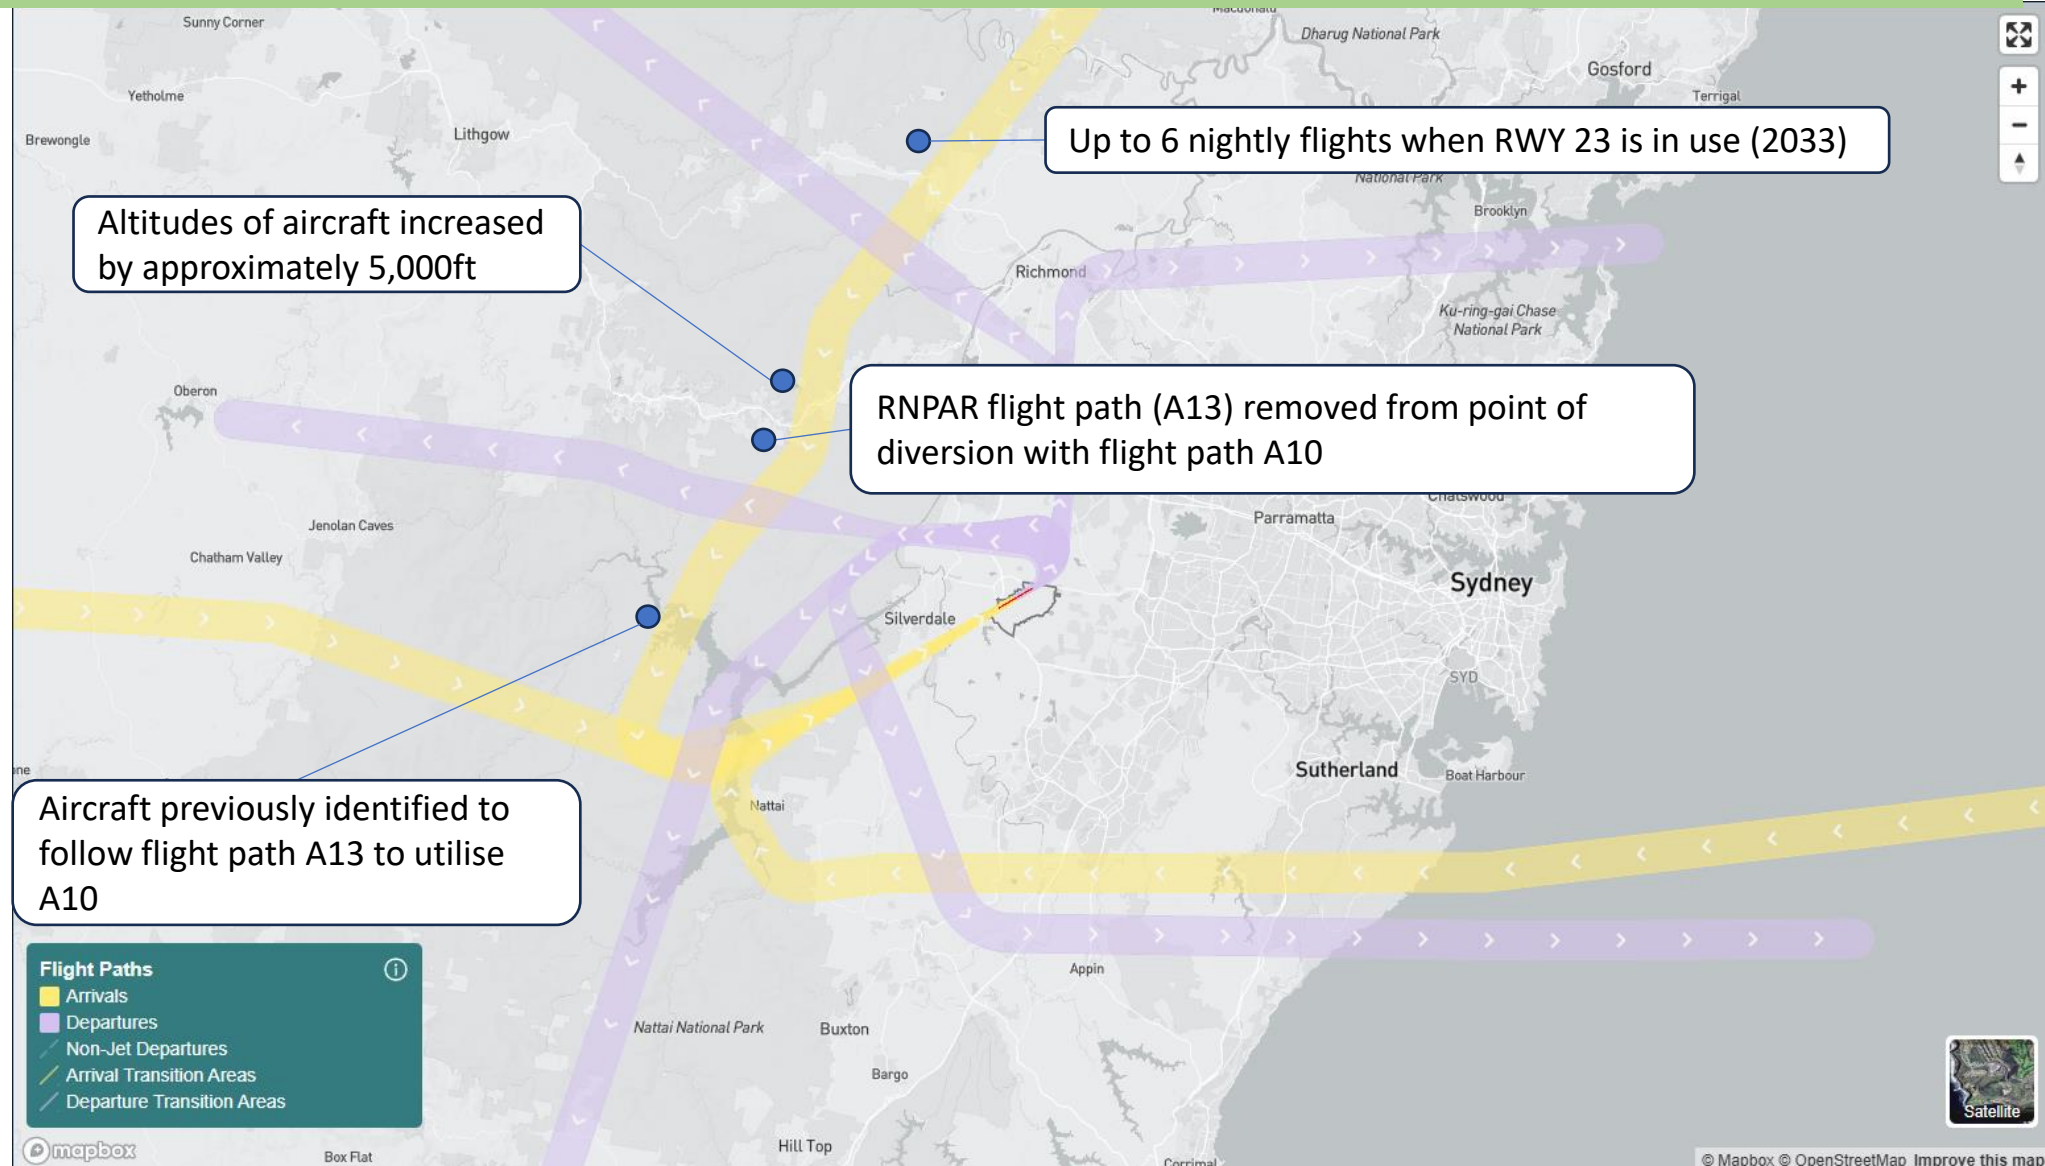 Macdonald
Sunny Corner
Dharug National Park
Gosford
Yetholme
Terrigal
Brewongle
Lithgow
Up to 6 nightly flights when RWY 23 is in use (2033)
National Park
Brooklyn
Altitudes of aircraft increased
by approximately 5,000ft
Richmond
Ku-ring-gai Chase
National Park
Oberon
RNPAR flight path (A13) removed from point of
diversion with flight path A10
Chatswood
Parramatta
Jenolan Caves
Chatham Valley
Sydney
Silverdale
SYD
Sutherland
Boat Harbour
Nattai
Aircraft previously identified to
follow flight path A13 to utilise
A10
Flight Paths
Arrivals
Departures
Non-Jet Departures
Arrival Transition Areas
Departure Transition Areas
Appin
Nattai National Park
Buxton
Bargo
Hill Top
Box Flat
Corrimal
mapbox
Satellite
© Mapbox © OpenStreetMap Improve this map